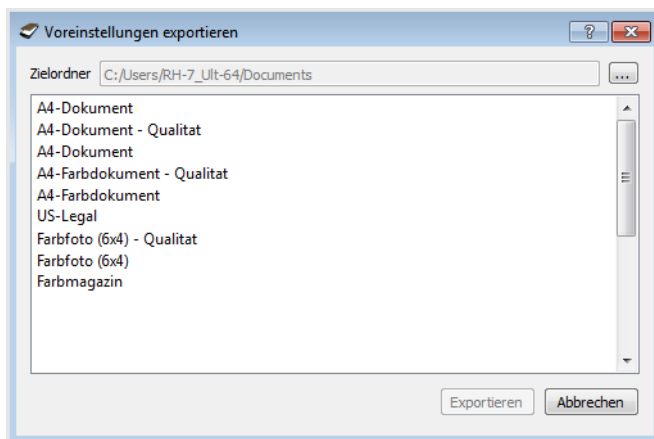 Voreinstellungen exportieren
Zielordner C:/Users/RH-7_Ult-64/Documents ...
A4-Dokument
A4-Dokument - Qualitat
A4-Dokument
A4-Farbdokument - Qualitat
A4-Farbdokument
US-Legal
Farbfoto (6x4) - Qualitat
Farbfoto (6x4)
Farbmagazin
Exportieren Abbrechen